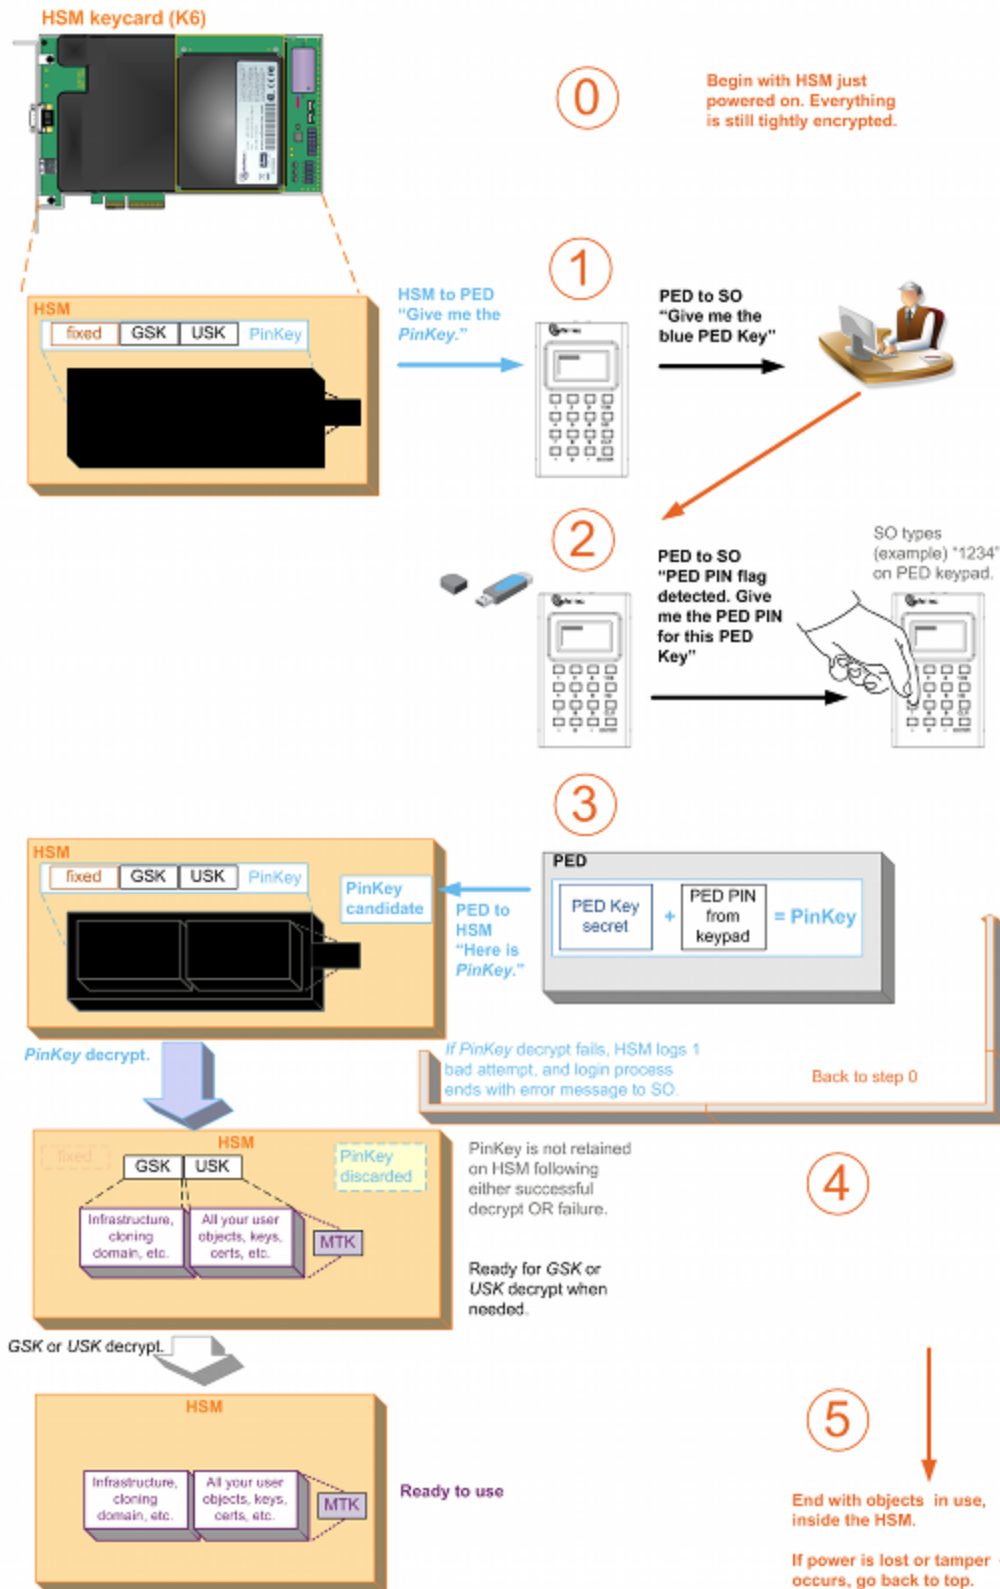 HSM keycard (K6)
0
Begin with HSM just
powered on. Everything
is still tightly encrypted.
1
HSM
fixed GSK USK PinKey
HSM to PED
“Give me the
PinKey.”
PED to SO
“Give me the
blue PED Key”
2
PED to SO
“PED PIN flag
detected. Give
me the PED PIN
for this PED
Key”
SO types
(example) "1234"
on PED keypad.
3
HSM
fixed GSK USK PinKey
PinKey
candidate
PED to
HSM
“Here is
PinKey.”
PED
PED Key
secret
+
PED PIN
from
keypad
= PinKey
PinKey decrypt.
If PinKey decrypt fails, HSM logs 1
bad attempt, and login process
ends with error message to SO.
Back to step 0
HSM
fixed
GSK USK
PinKey
discarded
Infrastructure,
cloning
domain, etc.
All your user
objects, keys,
certs, etc.
MTK
PinKey is not retained
on HSM following
either successful
decrypt OR failure.
4
Ready for GSK or
USK decrypt when
needed.
GSK or USK decrypt.
HSM
Infrastructure,
cloning
domain, etc.
All your user
objects, keys,
certs, etc.
MTK
Ready to use
5
End with objects in use,
inside the HSM.
If power is lost or tamper
occurs, go back to top.